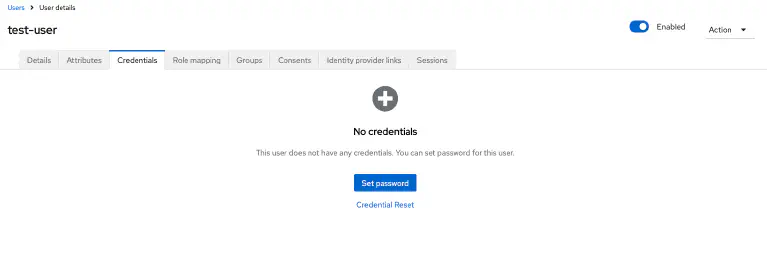 Users > User details
test-user
Enabled
Action
Details Attributes Credentials Role mapping Groups Consents Identity provider links Sessions
No credentials
This user does not have any credentials. You can set password for this user.
Set password
Credential Reset